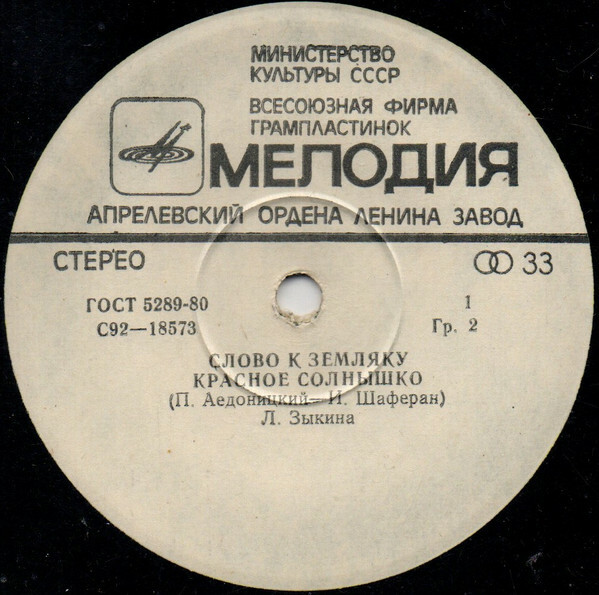 МИНИСТЕРСТВО
КУЛЬТУРЫ СССР
ВСЕСОЮЗНАЯ ФИРМА
ГРАМПЛАСТИНОК
МЕЛОДИЯ
АПРЕЛЕВСКИЙ ОРДЕНА ЛЕНИНА ЗАВОД
СТЕРЕО 33
ГОСТ 5289-80 1
С92—18573 Гр. 2
СЛОВО К ЗЕМЛЯКУ
КРАСНОЕ СОЛНЫШКО
(П. Аедоницкий— И. Шаферан)
Л. Зыкина